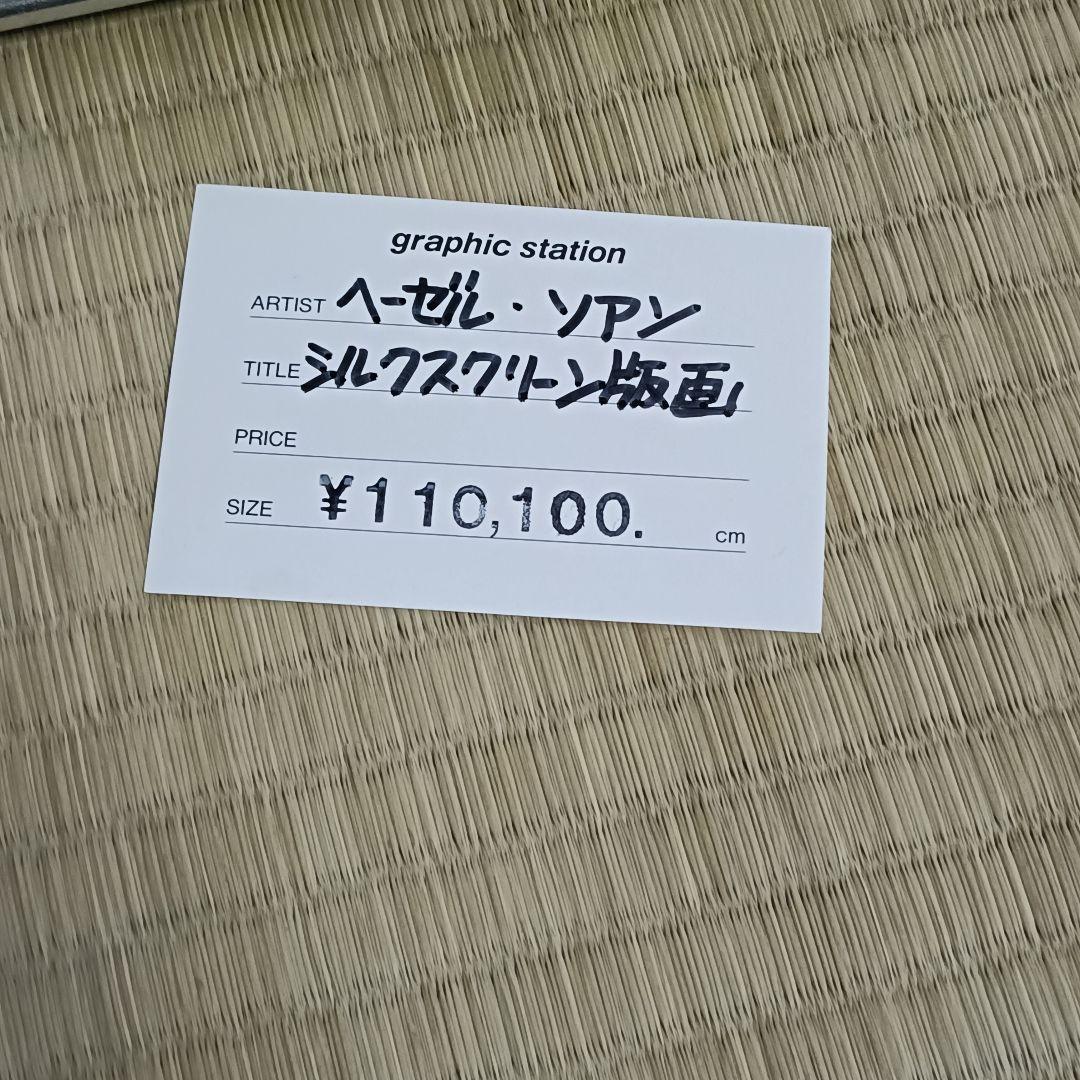 graphic station
ARTIST ヘーゼル・ソアン
TITLE シルクスクリーン版画
PRICE
SIZE ¥110,100. cm